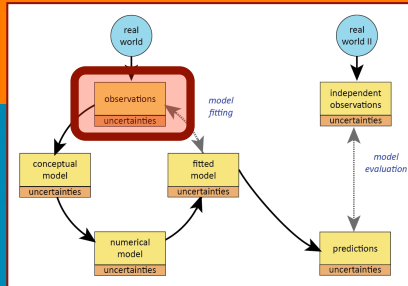 real
world
real
world II
observations
uncertainties
model
fitting
independent
observations
uncertainties
conceptual
model
uncertainties
fitted
model
uncertainties
model
evaluation
numerical
model
uncertainties
predictions
uncertainties